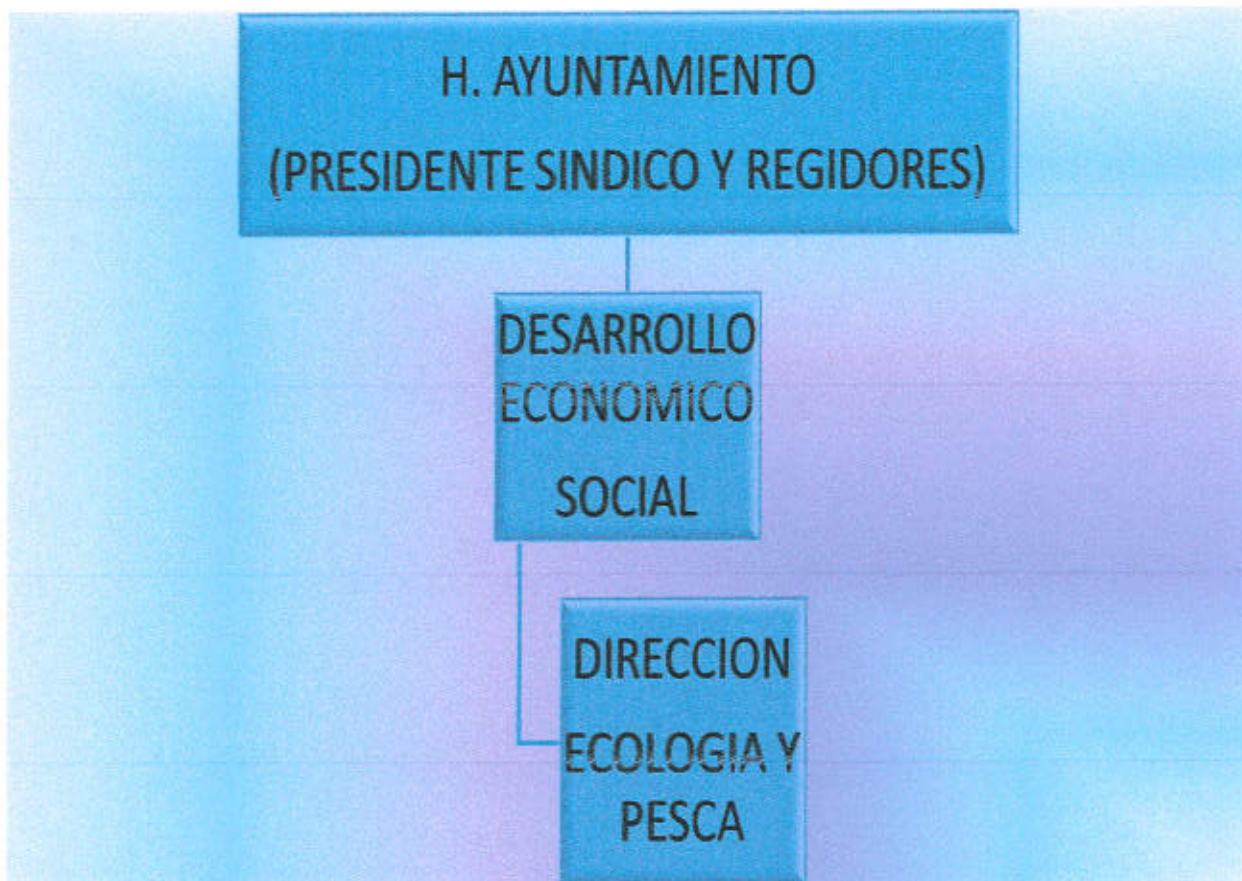 H. AYUNTAMIENTO
(PRESIDENTE SINDICO Y REGIDORES)
DESARROLLO
ECONOMICO
SOCIAL
DIRECCION
ECOLOGIA Y
PESCA